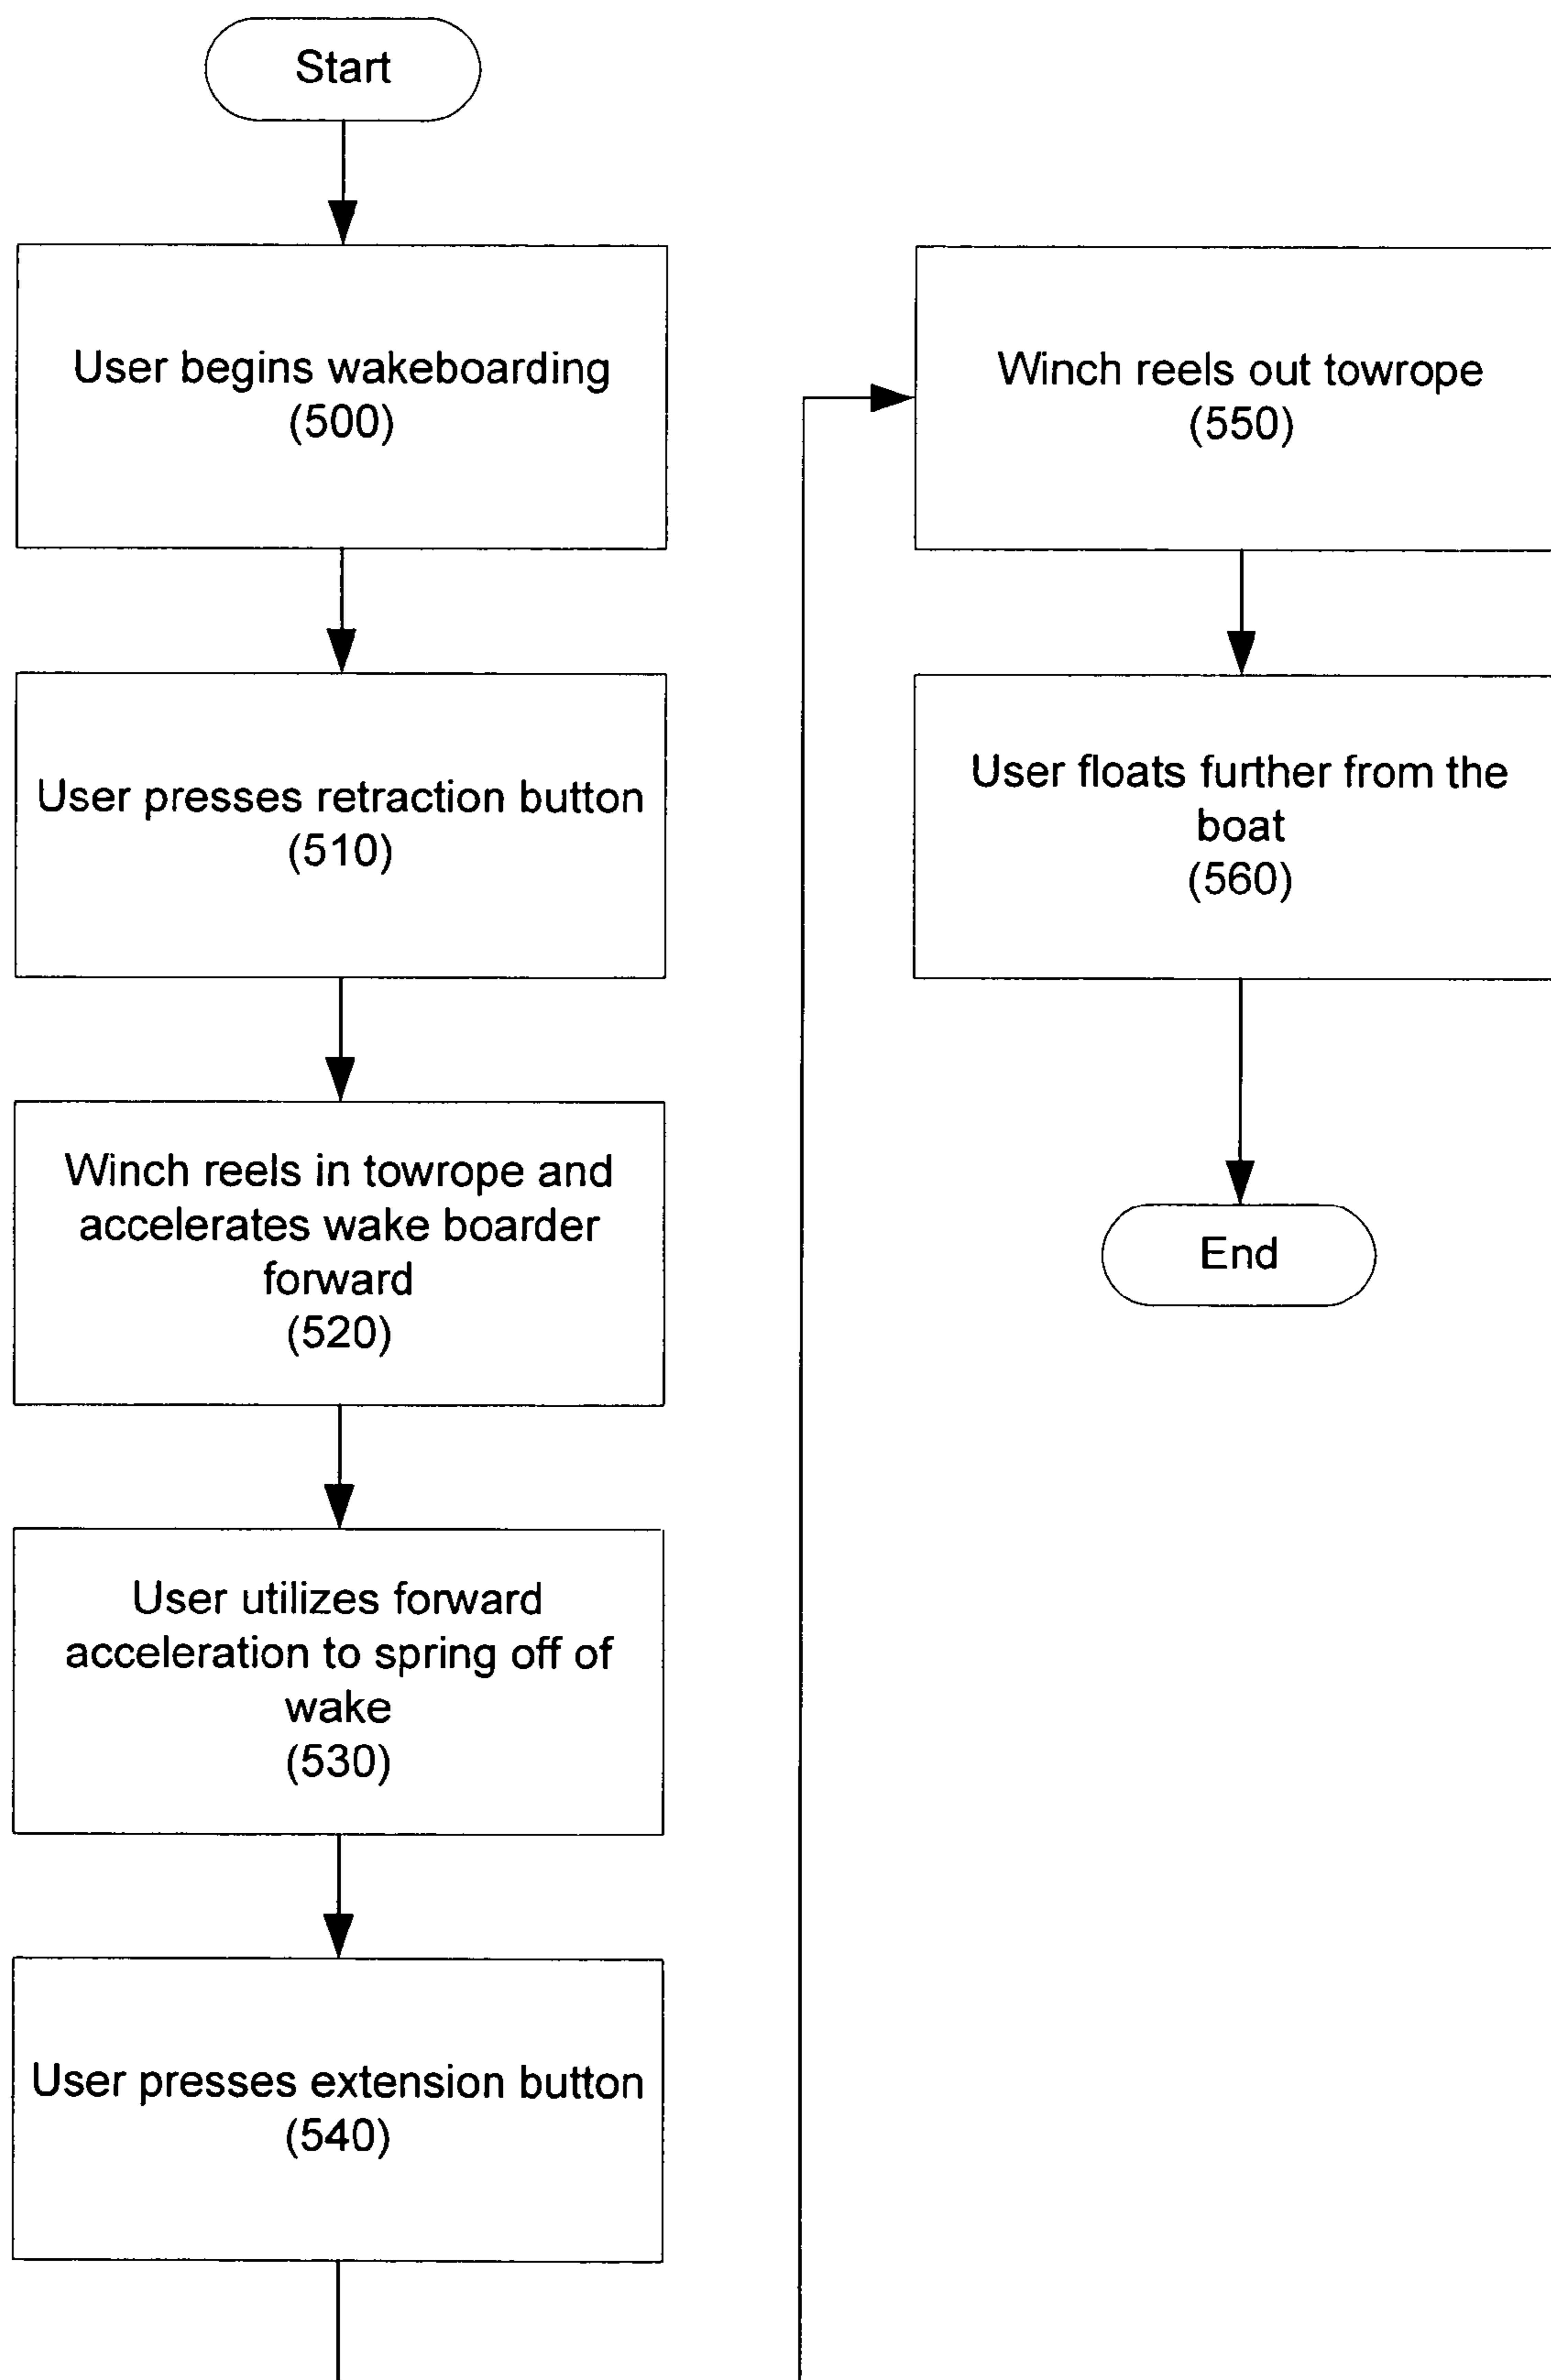 Start
User begins wakeboarding
(500)
User presses retraction button
(510)
Winch reels in towrope and
accelerates wake boarder
forward
(520)
User utilizes forward
acceleration to spring off of
wake
(530)
User presses extension button
(540)
Winch reels out towrope
(550)
User floats further from the
boat
(560)
End